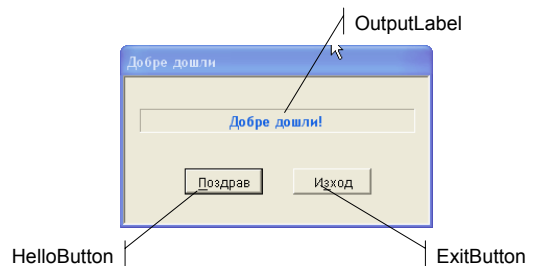 OutputLabel
Добре дошли
Добре дошли!
Поздрав
Изход
HelloButton
ExitButton